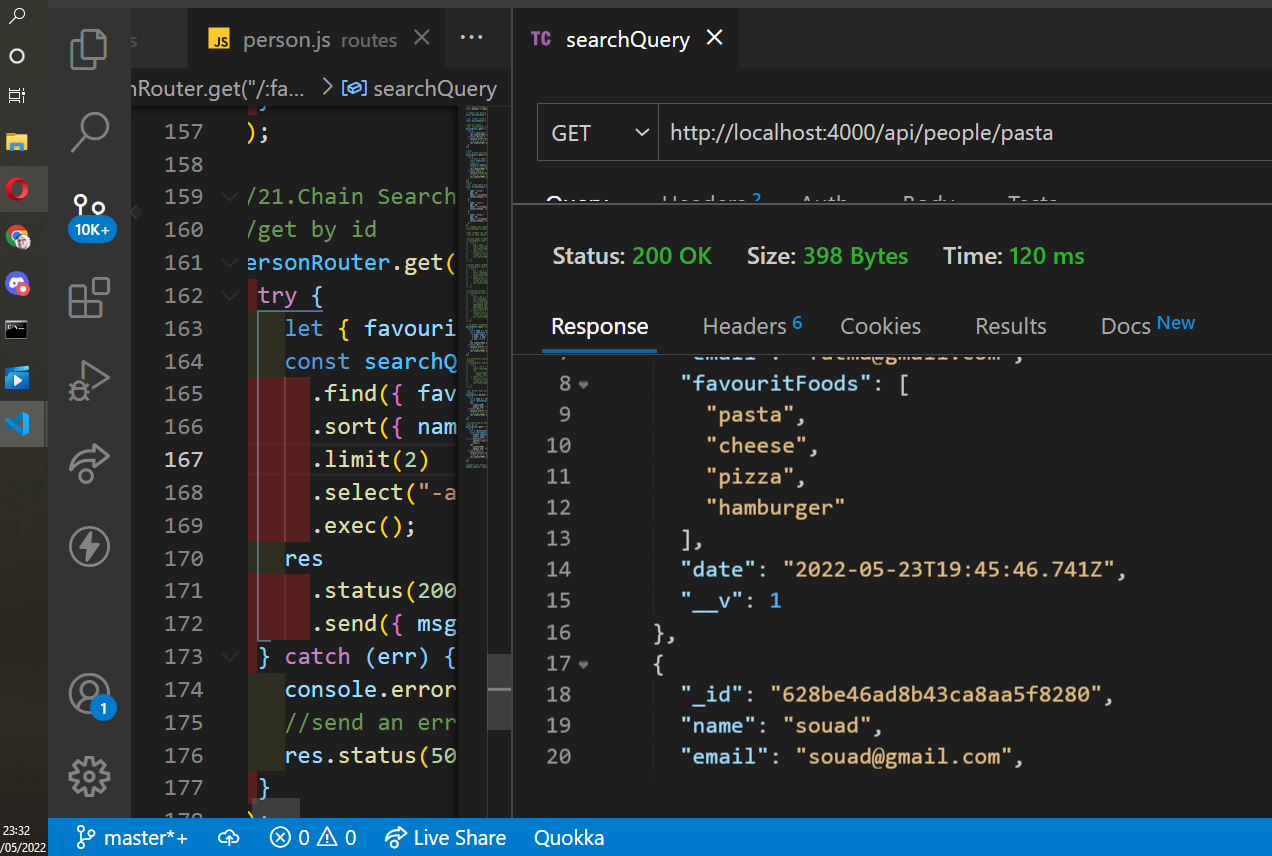 s
JS person.js routes
TC searchQuery
nRouter.get("/:fa... > searchQuery
GET
http://localhost:4000/api/people/pasta
Query
Headers 2
Auth
Body
Tests
157 );
158
159 /21.Chain Search
160 /get by id
161 ersonRouter.get(
162 try {
163 let { favouri
164 const searchQ
165 .find({ fav
166 .sort({ nam
167 .limit(2)
168 .select("-a
169 .exec();
170 res
171 .status(200
172 .send({ msg
173 } catch (err) {
174 console.error
175 //send an err
176 res.status(50
177 }
178 );
Status: 200 OK Size: 398 Bytes Time: 120 ms
Response Headers 6 Cookies Results Docs New
8 "favouritFoods": [
9 "pasta",
10 "cheese",
11 "pizza",
12 "hamburger"
13 ],
14 "date": "2022-05-23T19:45:46.741Z",
15 "__v": 1
16 },
17 {
18 "_id": "628be46ad8b43ca8aa5f8280",
19 "name": "souad",
20 "email": "souad@gmail.com",
10K+
1
23:32
/05/2022
master*+
0 0
Live Share
Quokka